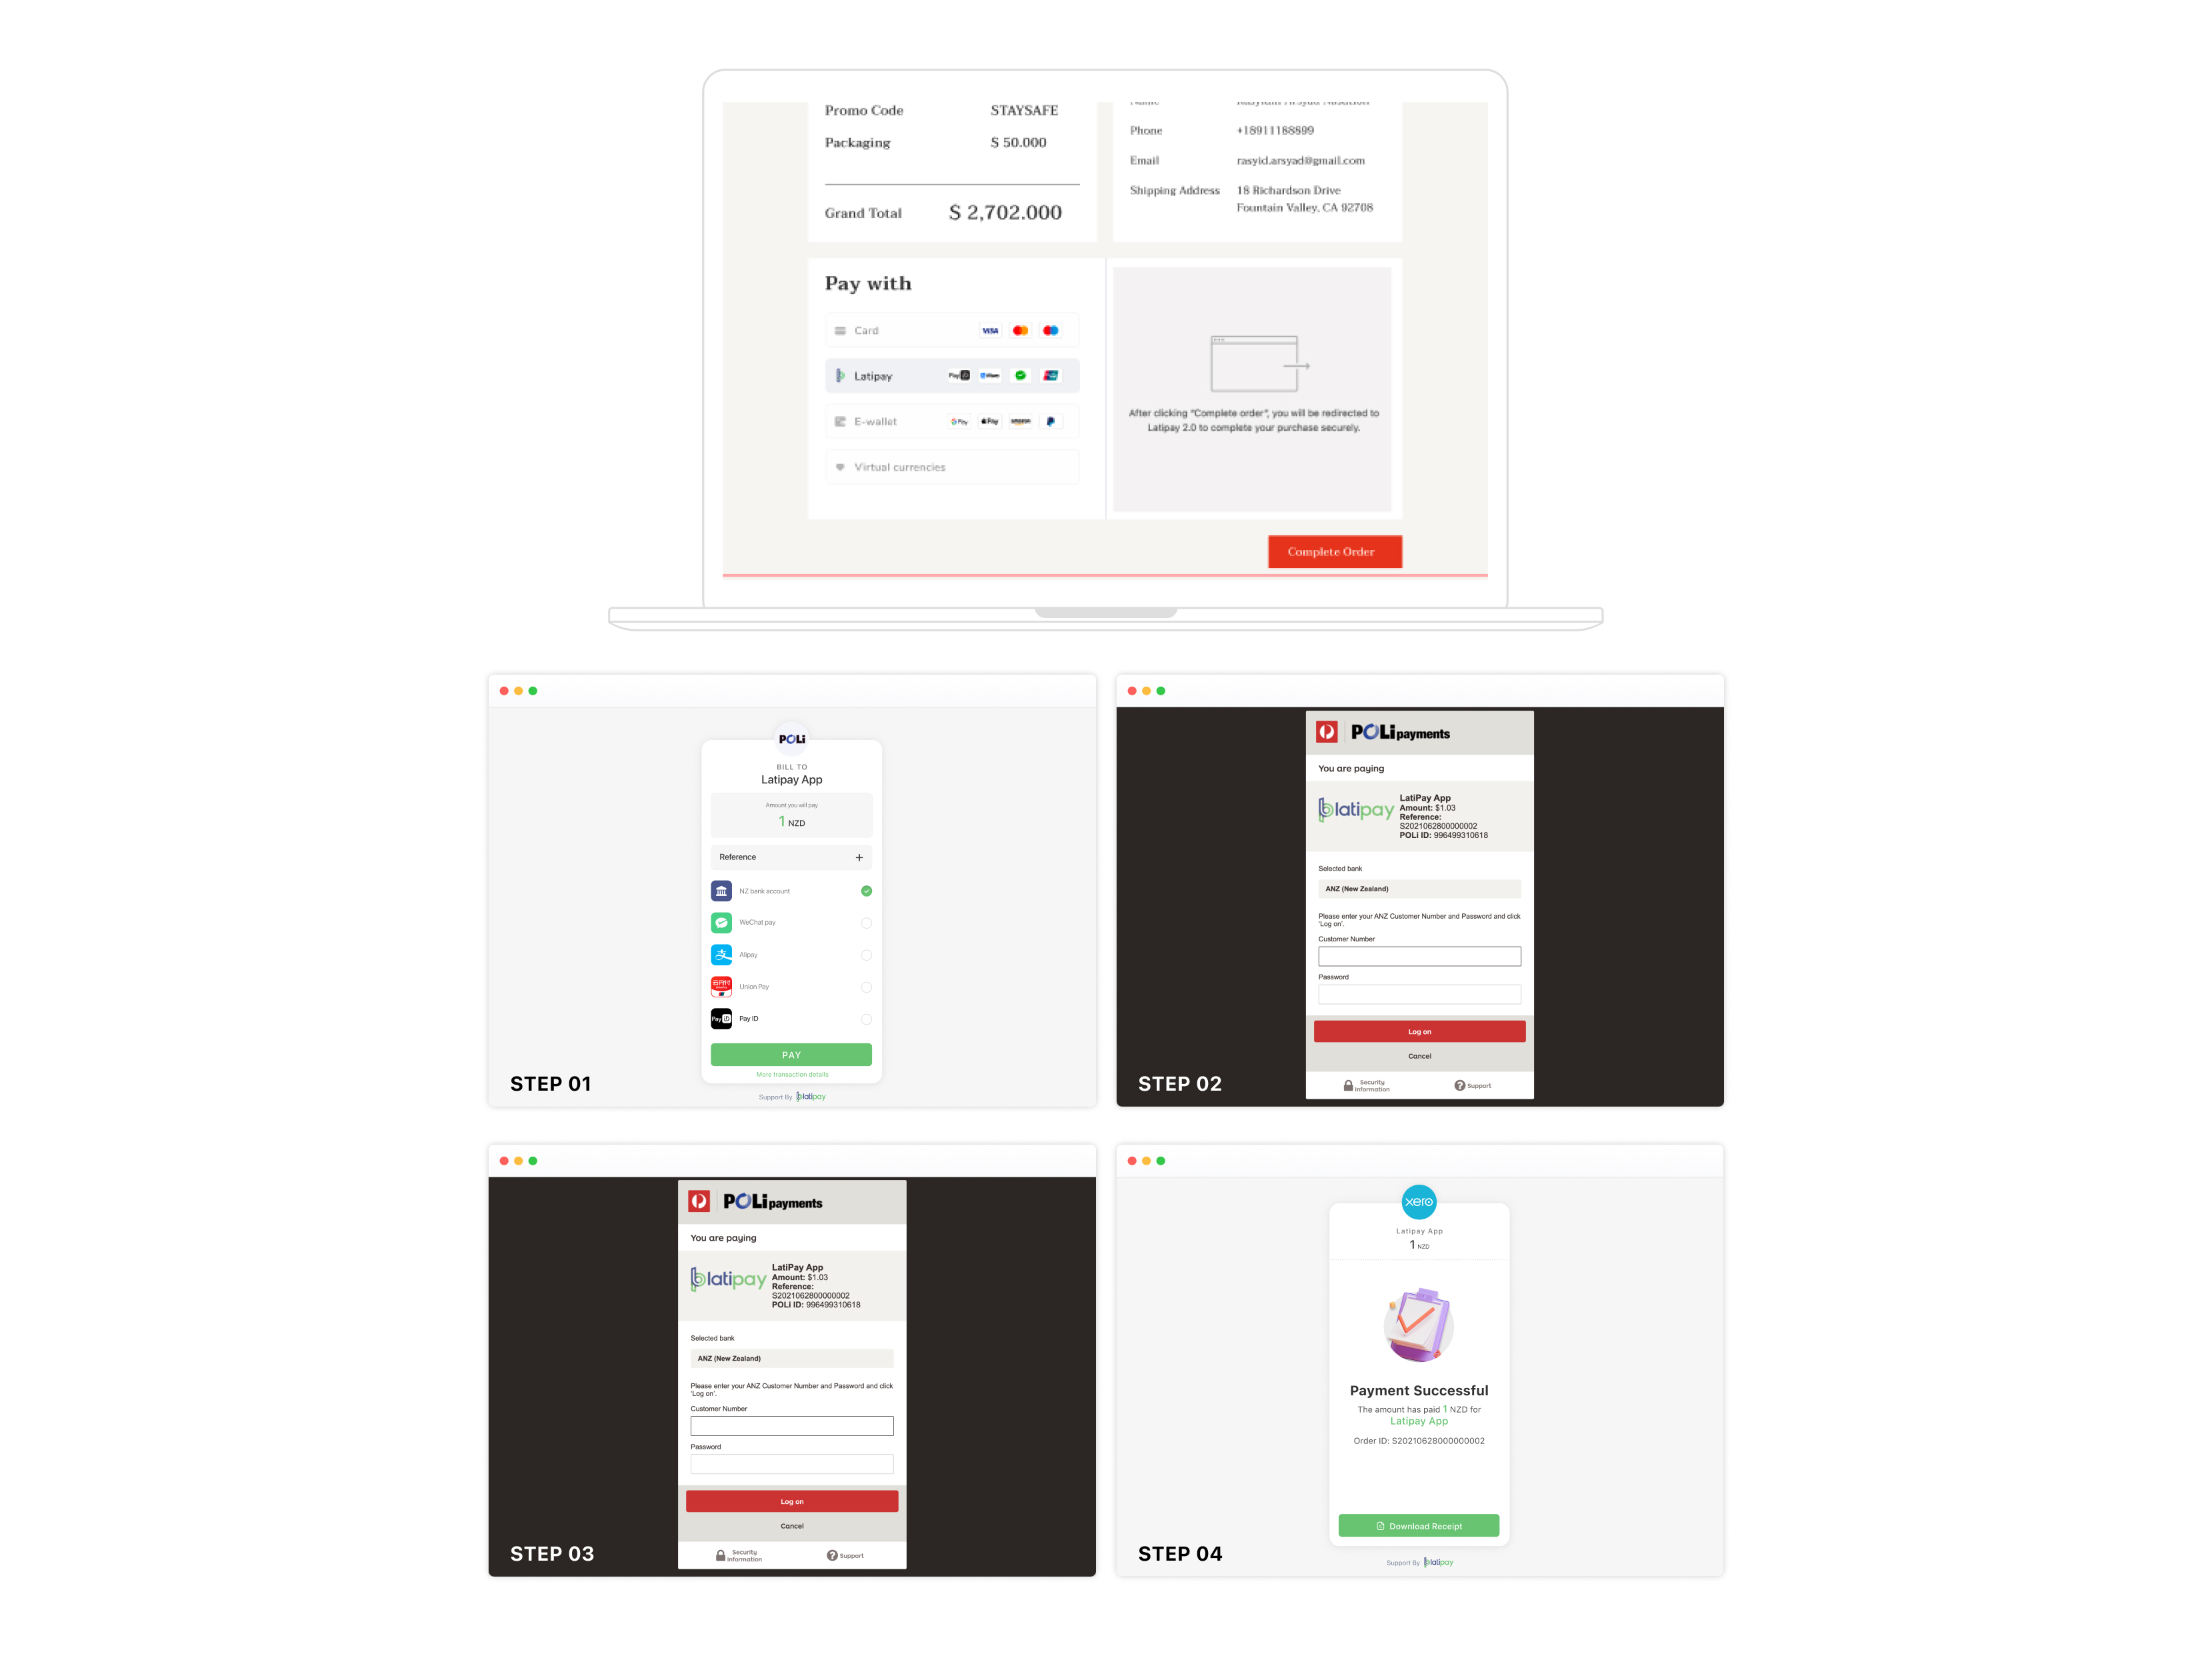 Promo Code STAYSAFE
Packaging $ 50.000
Grand Total $ 2,702.000
Phone +18911188899
Email rasyid.arsyad@gmail.com
Shipping Address 18 Richardson Drive
Fountain Valley, CA 92708
Pay with
Card VISA
Latipay Pay
E-wallet G Pay Pay amazon
Virtual currencies
After clicking "Complete order", you will be redirected to
Latipay 2.0 to complete your purchase securely.
Complete Order
POLi
BILL TO
Latipay App
Amount you will pay
1 NZD
Reference +
NZ bank account
WeChat pay
Alipay
Union Pay
Pay iD Pay ID
PAY
More transaction details
Support By latipay
STEP 01
POLi payments
You are paying
latipay
LatiPay App
Amount: $1.03
Reference:
S2021062800000002
POLi ID: 996499310618
Selected bank
ANZ (New Zealand)
Please enter your ANZ Customer Number and Password and click
'Log on'.
Customer Number
Password
Log on
Cancel
Security
information
Support
STEP 02
POLi payments
You are paying
latipay
LatiPay App
Amount: $1.03
Reference:
S2021062800000002
POLi ID: 996499310618
Selected bank
ANZ (New Zealand)
Please enter your ANZ Customer Number and Password and click
'Log on'.
Customer Number
Password
Log on
Cancel
Security
information
Support
STEP 03
xero
Latipay App
1 NZD
Payment Successful
The amount has paid 1 NZD for
Latipay App
Order ID: S20210628000000002
Download Receipt
Support By latipay
STEP 04